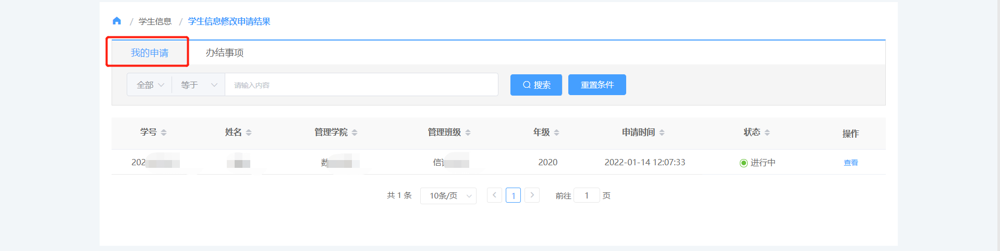 / 学生信息 / 学生信息修改申请结果
我的申请 办结事项
全部 等于 请输入内容 搜索 重置条件
学号 姓名 管理学院 管理班级 年级 申请时间 状态 操作
202 数 信 2020 2022-01-14 12:07:33 进行中 查看
共 1 条 10条/页 1 前往 1 页